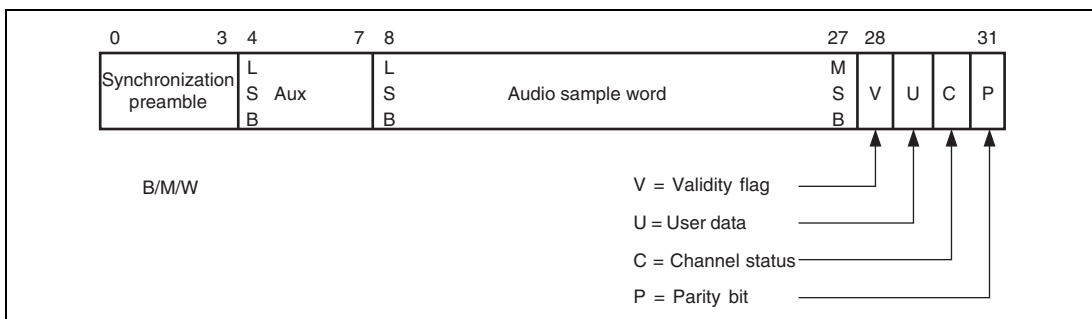 0 3 4 7 8 27 28 31
Synchronization
preamble
L
S
B
Aux
L
S
B
Audio sample word
M
S
B
V
U
C
P
B/M/W
V = Validity flag
U = User data
C = Channel status
P = Parity bit